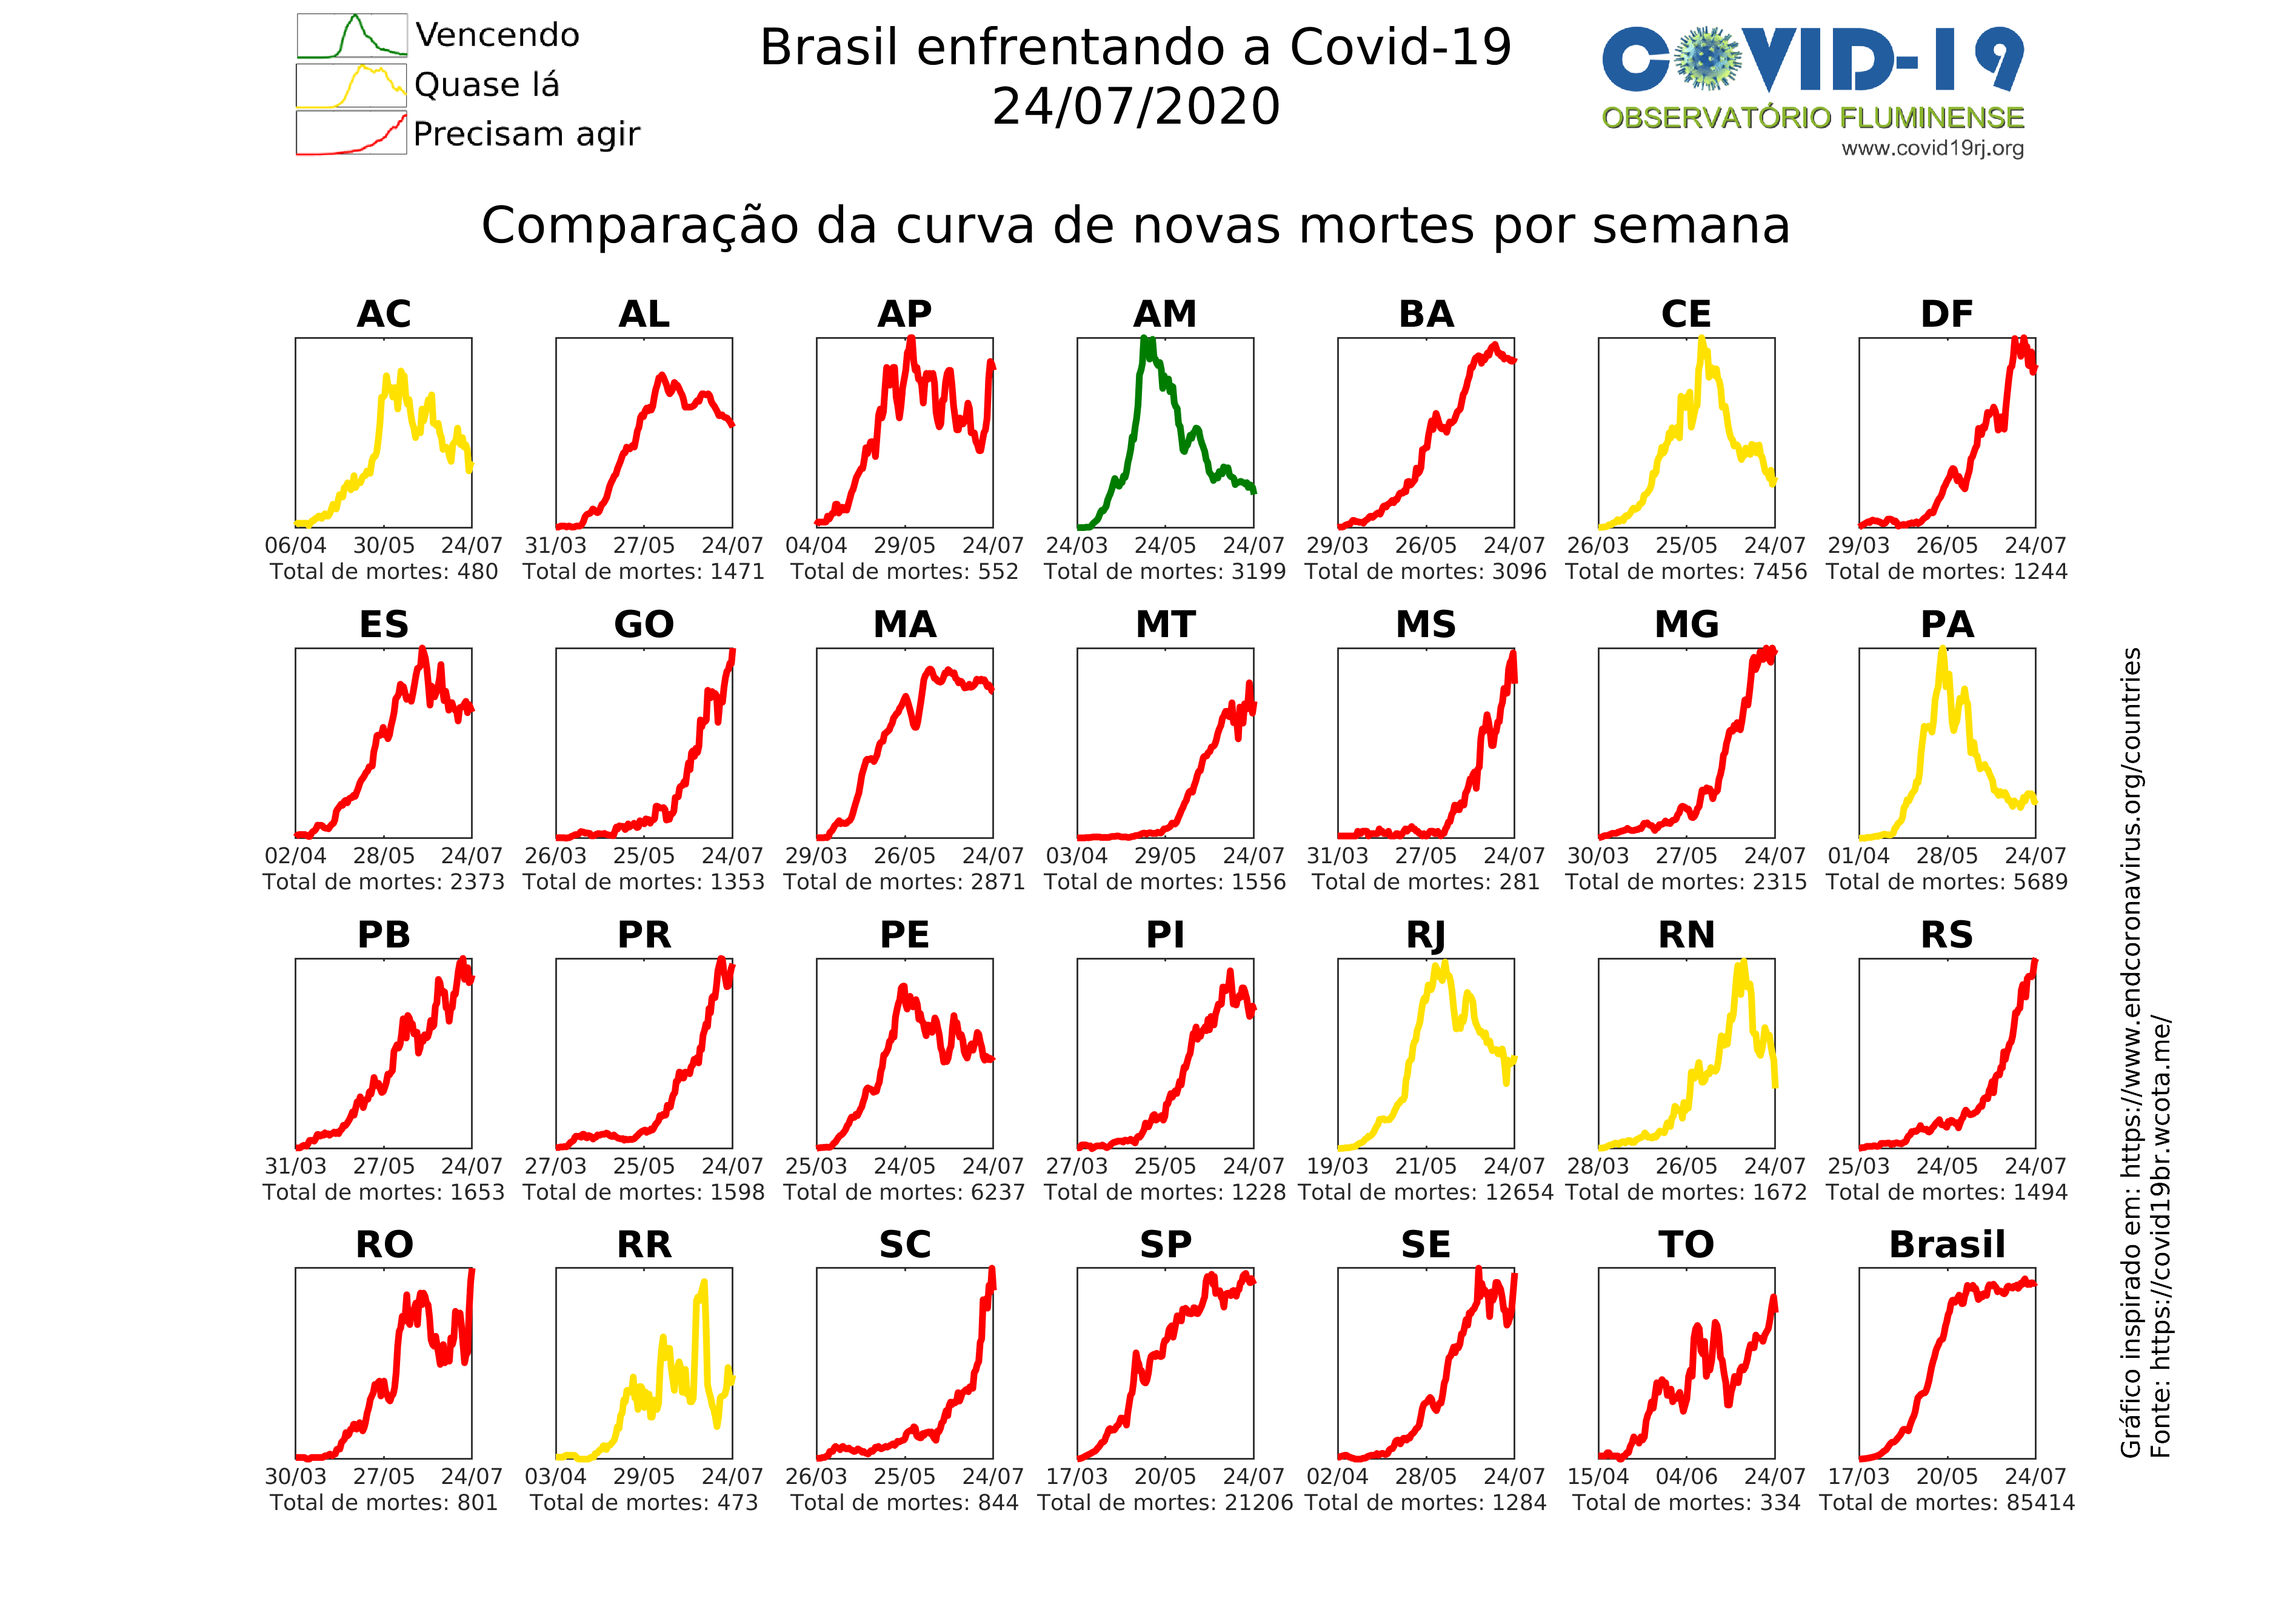 Vencendo
Quase lá
Precisam agir
Brasil enfrentando a Covid-19
24/07/2020
COVID-19
OBSERVATÓRIO FLUMINENSE
www.covid19rj.org
Comparação da curva de novas mortes por semana
AC AL AP AM BA CE DF
06/04 30/05 24/07 31/03 27/05 24/07 04/04 29/05 24/07 24/03 24/05 24/07 29/03 26/05 24/07 26/03 25/05 24/07 29/03 26/05 24/07
Total de mortes: 480 Total de mortes: 1471 Total de mortes: 552 Total de mortes: 3199 Total de mortes: 3096 Total de mortes: 7456 Total de mortes: 1244
ES GO MA MT MS MG PA
02/04 28/05 24/07 26/03 25/05 24/07 29/03 26/05 24/07 03/04 29/05 24/07 31/03 27/05 24/07 30/03 27/05 24/07 01/04 28/05 24/07
Total de mortes: 2373 Total de mortes: 1353 Total de mortes: 2871 Total de mortes: 1556 Total de mortes: 281 Total de mortes: 2315 Total de mortes: 5689
PB PR PE PI RJ RN RS
31/03 27/05 24/07 27/03 25/05 24/07 25/03 24/05 24/07 27/03 25/05 24/07 19/03 21/05 24/07 28/03 26/05 24/07 25/03 24/05 24/07
Total de mortes: 1653 Total de mortes: 1598 Total de mortes: 6237 Total de mortes: 1228 Total de mortes: 12654 Total de mortes: 1672 Total de mortes: 1494
RO RR SC SP SE TO Brasil
30/03 27/05 24/07 03/04 29/05 24/07 26/03 25/05 24/07 17/03 20/05 24/07 02/04 28/05 24/07 15/04 04/06 24/07 17/03 20/05 24/07
Total de mortes: 801 Total de mortes: 473 Total de mortes: 844 Total de mortes: 21206 Total de mortes: 1284 Total de mortes: 334 Total de mortes: 85414
Gráfico inspirado em: https://www.endcoronavirus.org/countries
Fonte: https://covid19br.wcota.me/